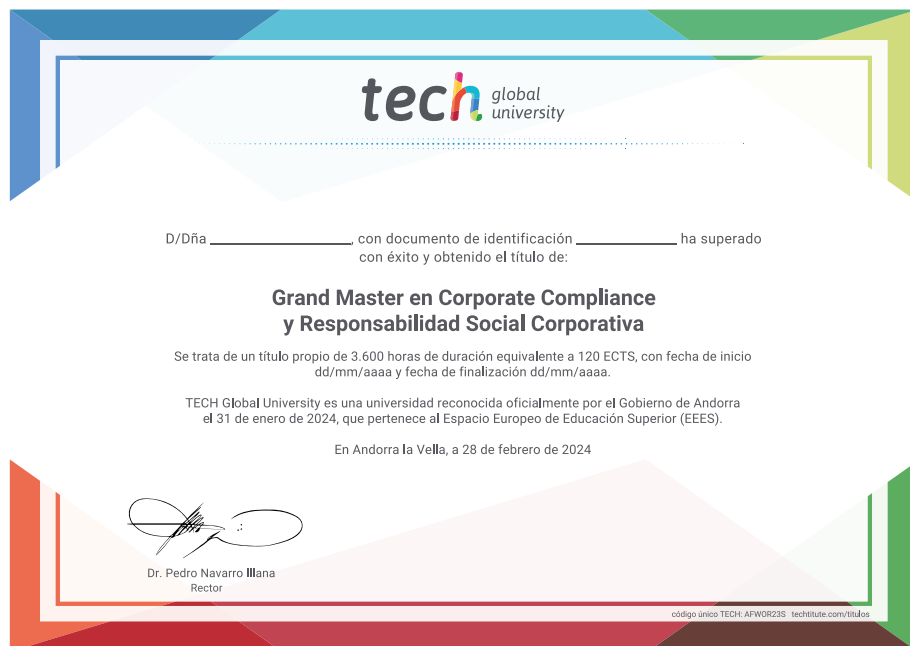 tech global
university
D/Dña ____________________, con documento de identificación ______________ ha superado
con éxito y obtenido el título de:
Grand Master en Corporate Compliance
y Responsabilidad Social Corporativa
Se trata de un título propio de 3.600 horas de duración equivalente a 120 ECTS, con fecha de inicio
dd/mm/aaaa y fecha de finalización dd/mm/aaaa.
TECH Global University es una universidad reconocida oficialmente por el Gobierno de Andorra
el 31 de enero de 2024, que pertenece al Espacio Europeo de Educación Superior (EEES).
En Andorra la Vella, a 28 de febrero de 2024
Dr. Pedro Navarro Illana
Rector
código único TECH: AFWOR23S techtitute.com/titulos